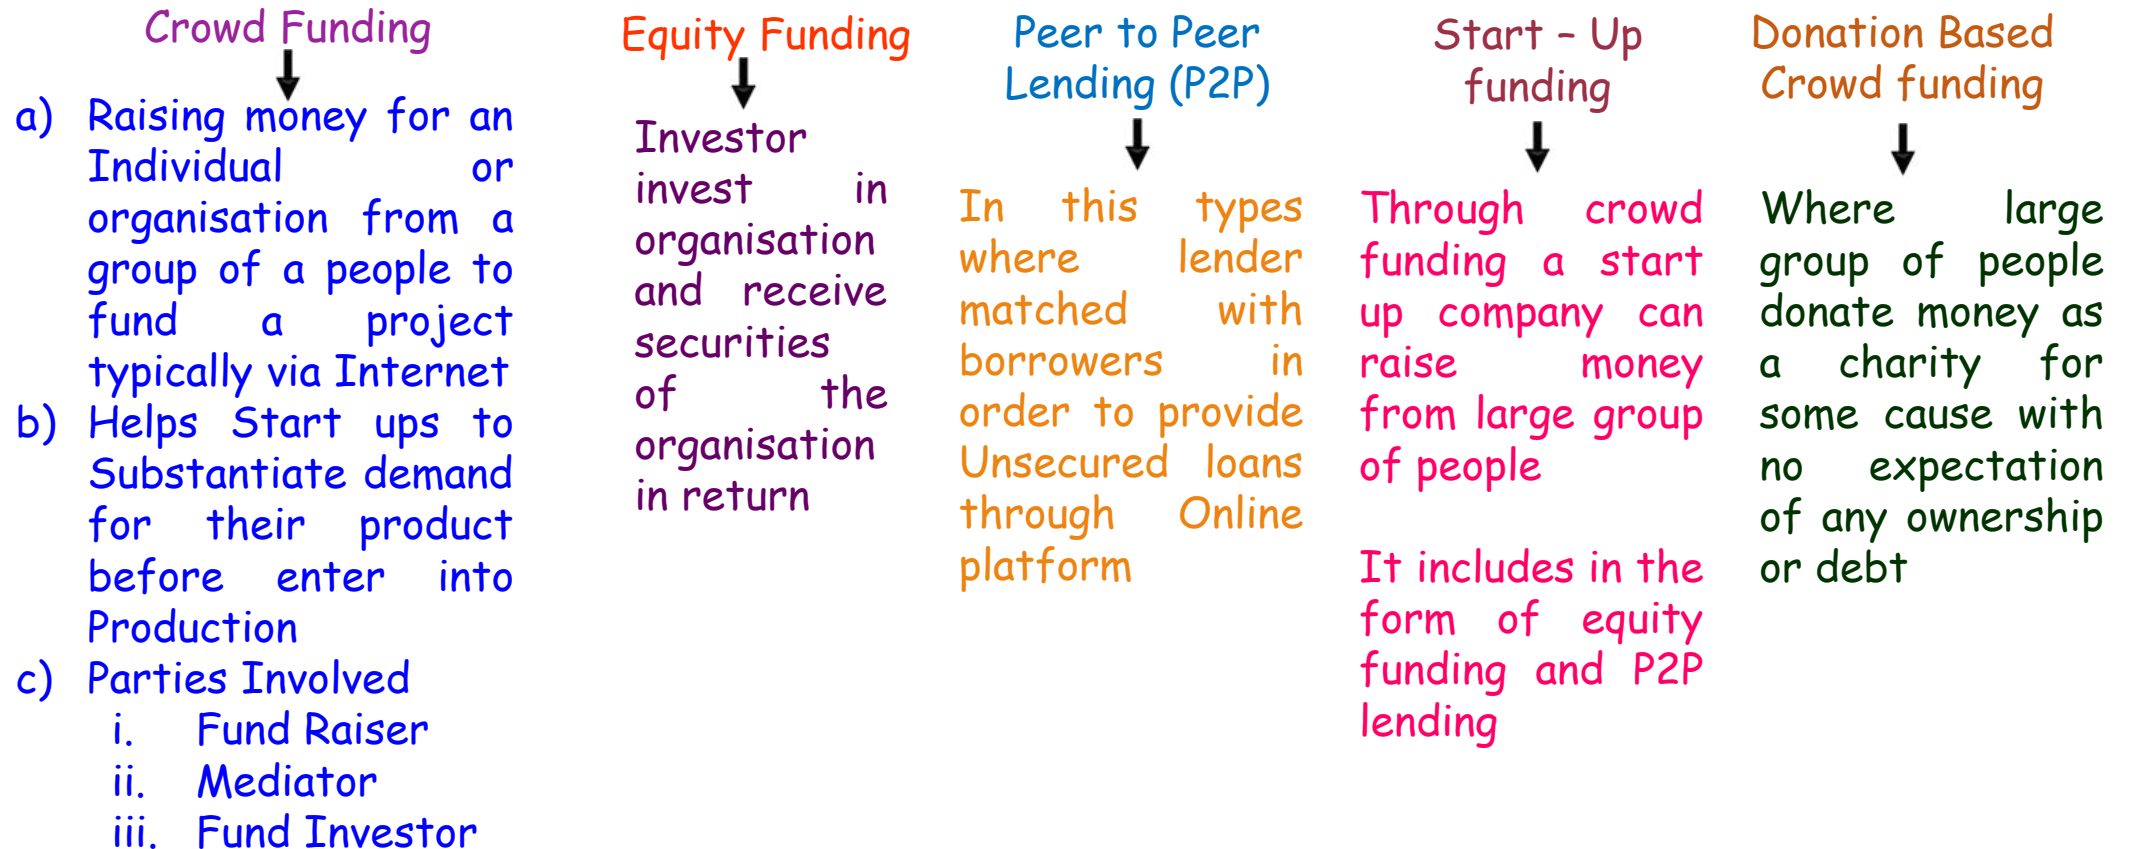 Crowd Funding
a) Raising money for an
Individual or
organisation from a
group of a people to
fund a project
typically via Internet
b) Helps Start ups to
Substantiate demand
for their product
before enter into
Production
c) Parties Involved
i. Fund Raiser
ii. Mediator
iii. Fund Investor
Equity Funding
Investor
invest in
organisation
and receive
securities
of the
organisation
in return
Peer to Peer
Lending (P2P)
In this types
where lender
matched with
borrowers in
order to provide
Unsecured loans
through Online
platform
Start – Up
funding
Through crowd
funding a start
up company can
raise money
from large group
of people
It includes in the
form of equity
funding and P2P
lending
Donation Based
Crowd funding
Where large
group of people
donate money as
a charity for
some cause with
no expectation
of any ownership
or debt